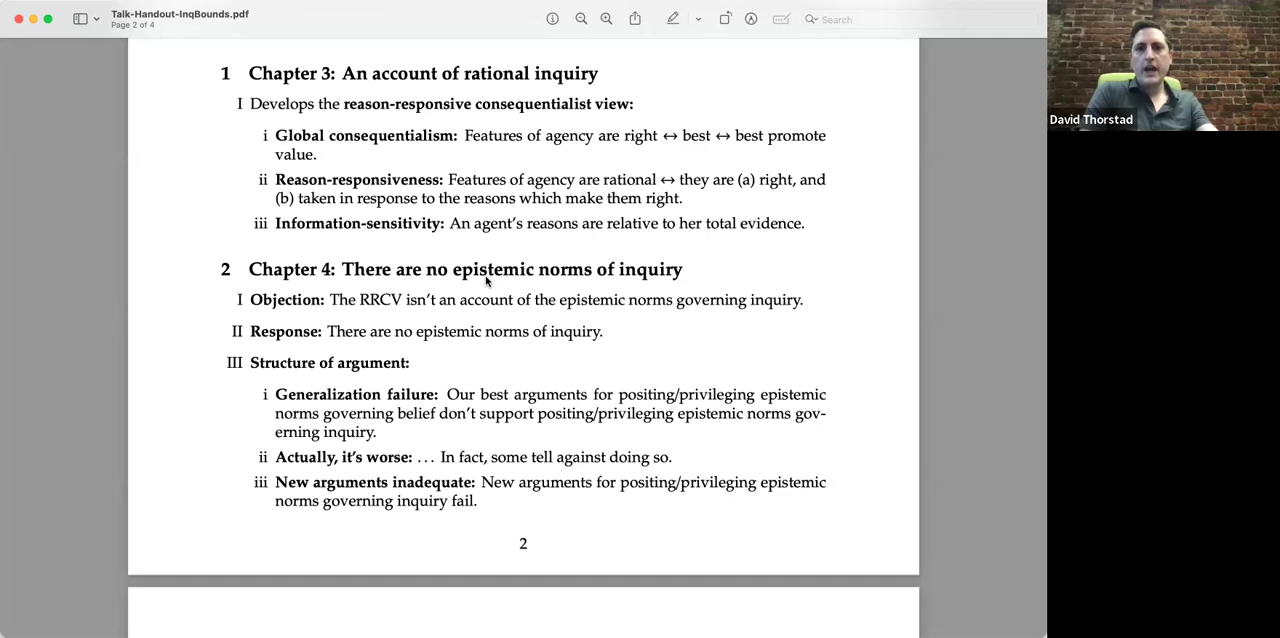 Talk-Handout-InqBounds.pdf
Page 2 of 4
Search
David Thorstad
1 Chapter 3: An account of rational inquiry
I Develops the reason-responsive consequentialist view:
i Global consequentialism: Features of agency are right ↔ best ↔ best promote
value.
ii Reason-responsiveness: Features of agency are rational ↔ they are (a) right, and
(b) taken in response to the reasons which make them right.
iii Information-sensitivity: An agent's reasons are relative to her total evidence.
2 Chapter 4: There are no epistemic norms of inquiry
I Objection: The RRCV isn't an account of the epistemic norms governing inquiry.
II Response: There are no epistemic norms of inquiry.
III Structure of argument:
i Generalization failure: Our best arguments for positing/privileging epistemic
norms governing belief don't support positing/privileging epistemic norms gov-
erning inquiry.
ii Actually, it's worse: ... In fact, some tell against doing so.
iii New arguments inadequate: New arguments for positing/privileging epistemic
norms governing inquiry fail.
2